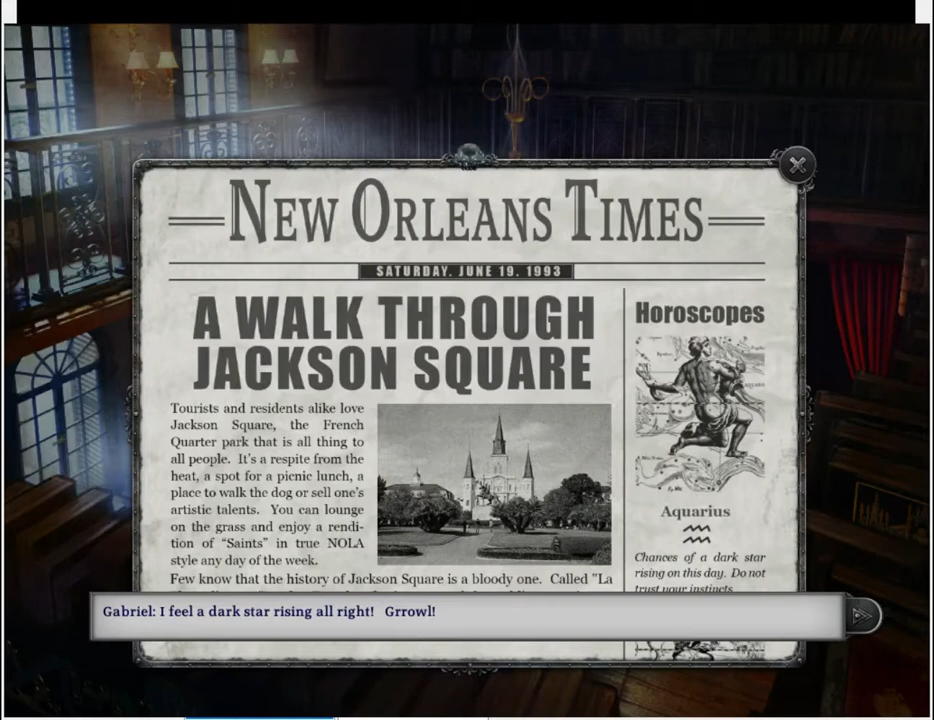 NEW ORLEANS TIMES
SATURDAY, JUNE 19, 1993
A WALK THROUGH
JACKSON SQUARE
Tourists and residents alike love
Jackson Square, the French
Quarter park that is all thing to
all people. It's a respite from the
heat, a spot for a picnic lunch, a
place to walk the dog or sell one's
artistic talents. You can lounge
on the grass and enjoy a rendi-
tion of "Saints" in true NOLA
style any day of the week.
Few know that the history of Jackson Square is a bloody one. Called "La
Horoscopes
Aquarius
Chances of a dark star
rising on this day. Do not
trust your instincts
Gabriel: I feel a dark star rising all right! Grrowl!